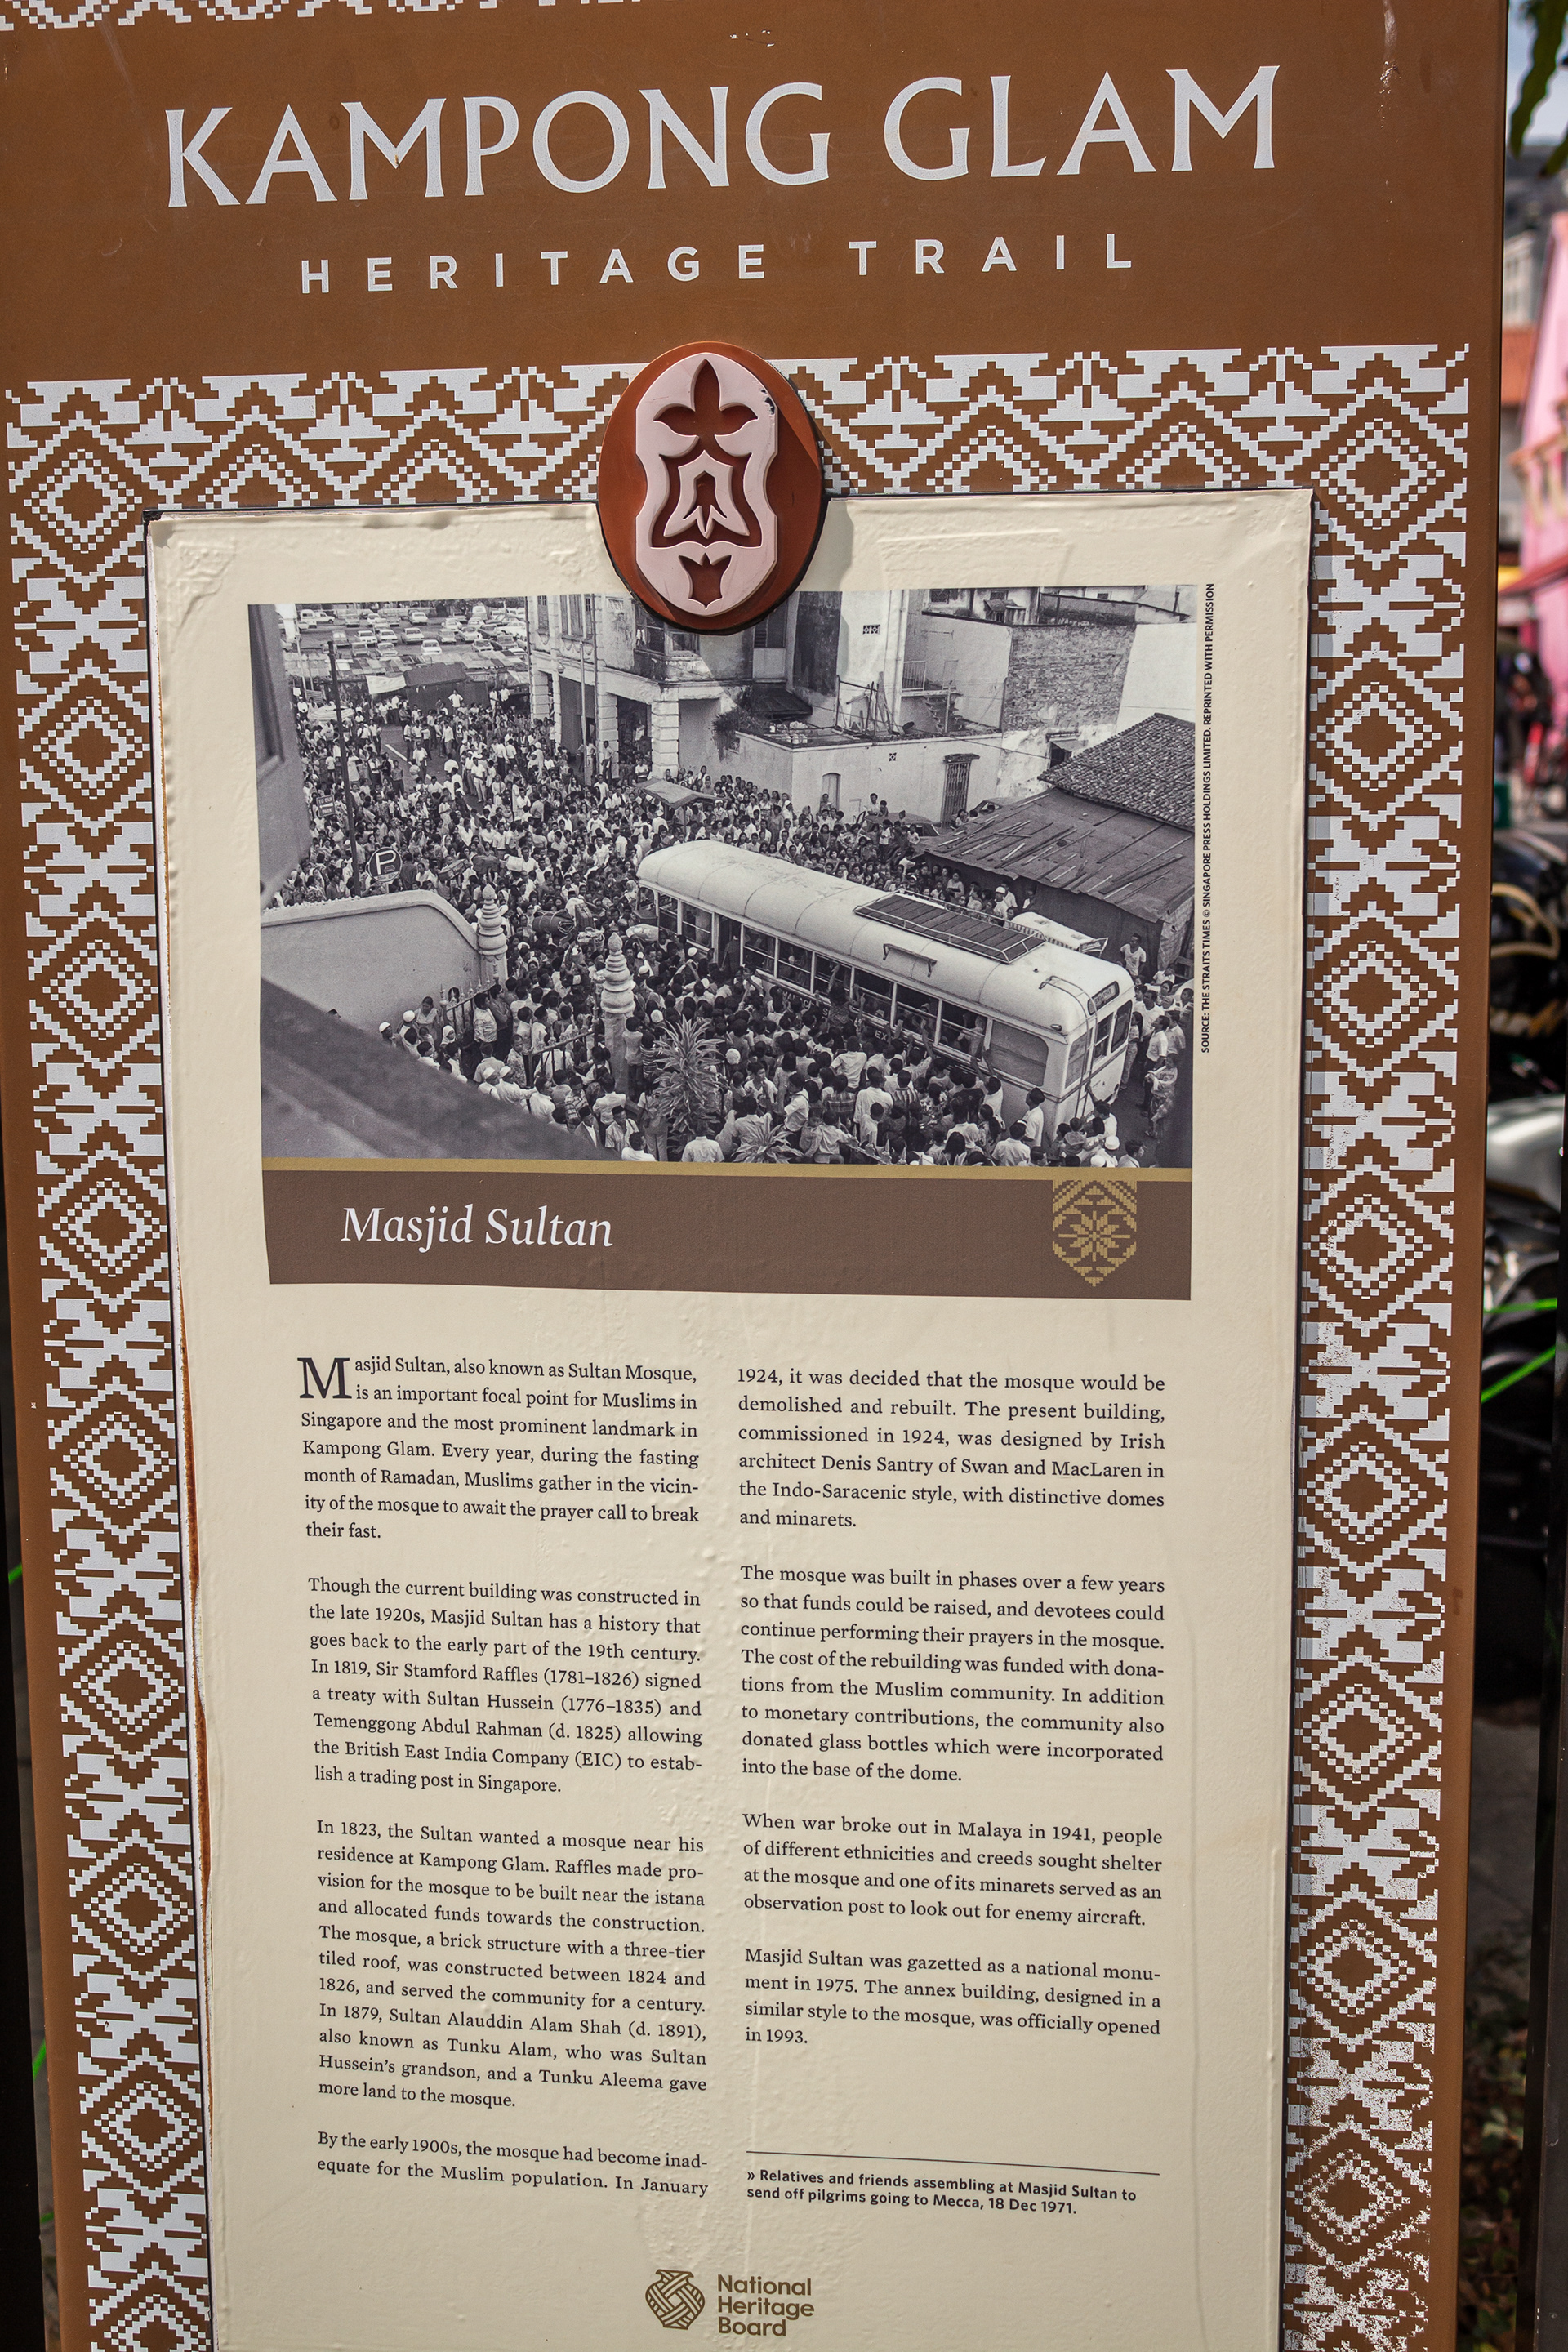 KAMPONG GLAM
HERITAGE TRAIL
SOURCE: THE STRAITS TIMES © SINGAPORE PRESS HOLDINGS LIMITED. REPRINTED WITH PERMISSION
P
Masjid Sultan
Masjid Sultan, also known as Sultan Mosque,
is an important focal point for Muslims in
Singapore and the most prominent landmark in
Kampong Glam. Every year, during the fasting
month of Ramadan, Muslims gather in the vicin-
ity of the mosque to await the prayer call to break
their fast.
Though the current building was constructed in
the late 1920s, Masjid Sultan has a history that
goes back to the early part of the 19th century.
In 1819, Sir Stamford Raffles (1781–1826) signed
a treaty with Sultan Hussein (1776–1835) and
Temenggong Abdul Rahman (d. 1825) allowing
the British East India Company (EIC) to estab-
lish a trading post in Singapore.
In 1823, the Sultan wanted a mosque near his
residence at Kampong Glam. Raffles made pro-
vision for the mosque to be built near the istana
and allocated funds towards the construction.
The mosque, a brick structure with a three-tier
tiled roof, was constructed between 1824 and
1826, and served the community for a century.
In 1879, Sultan Alauddin Alam Shah (d. 1891),
also known as Tunku Alam, who was Sultan
Hussein's grandson, and a Tunku Aleema gave
more land to the mosque.
By the early 1900s, the mosque had become inad-
equate for the Muslim population. In January
1924, it was decided that the mosque would be
demolished and rebuilt. The present building,
commissioned in 1924, was designed by Irish
architect Denis Santry of Swan and MacLaren in
the Indo-Saracenic style, with distinctive domes
and minarets.
The mosque was built in phases over a few years
so that funds could be raised, and devotees could
continue performing their prayers in the mosque.
The cost of the rebuilding was funded with dona-
tions from the Muslim community. In addition
to monetary contributions, the community also
donated glass bottles which were incorporated
into the base of the dome.
When war broke out in Malaya in 1941, people
of different ethnicities and creeds sought shelter
at the mosque and one of its minarets served as an
observation post to look out for enemy aircraft.
Masjid Sultan was gazetted as a national monu-
ment in 1975. The annex building, designed in a
similar style to the mosque, was officially opened
in 1993.
» Relatives and friends assembling at Masjid Sultan to
send off pilgrims going to Mecca, 18 Dec 1971.
National
Heritage
Board